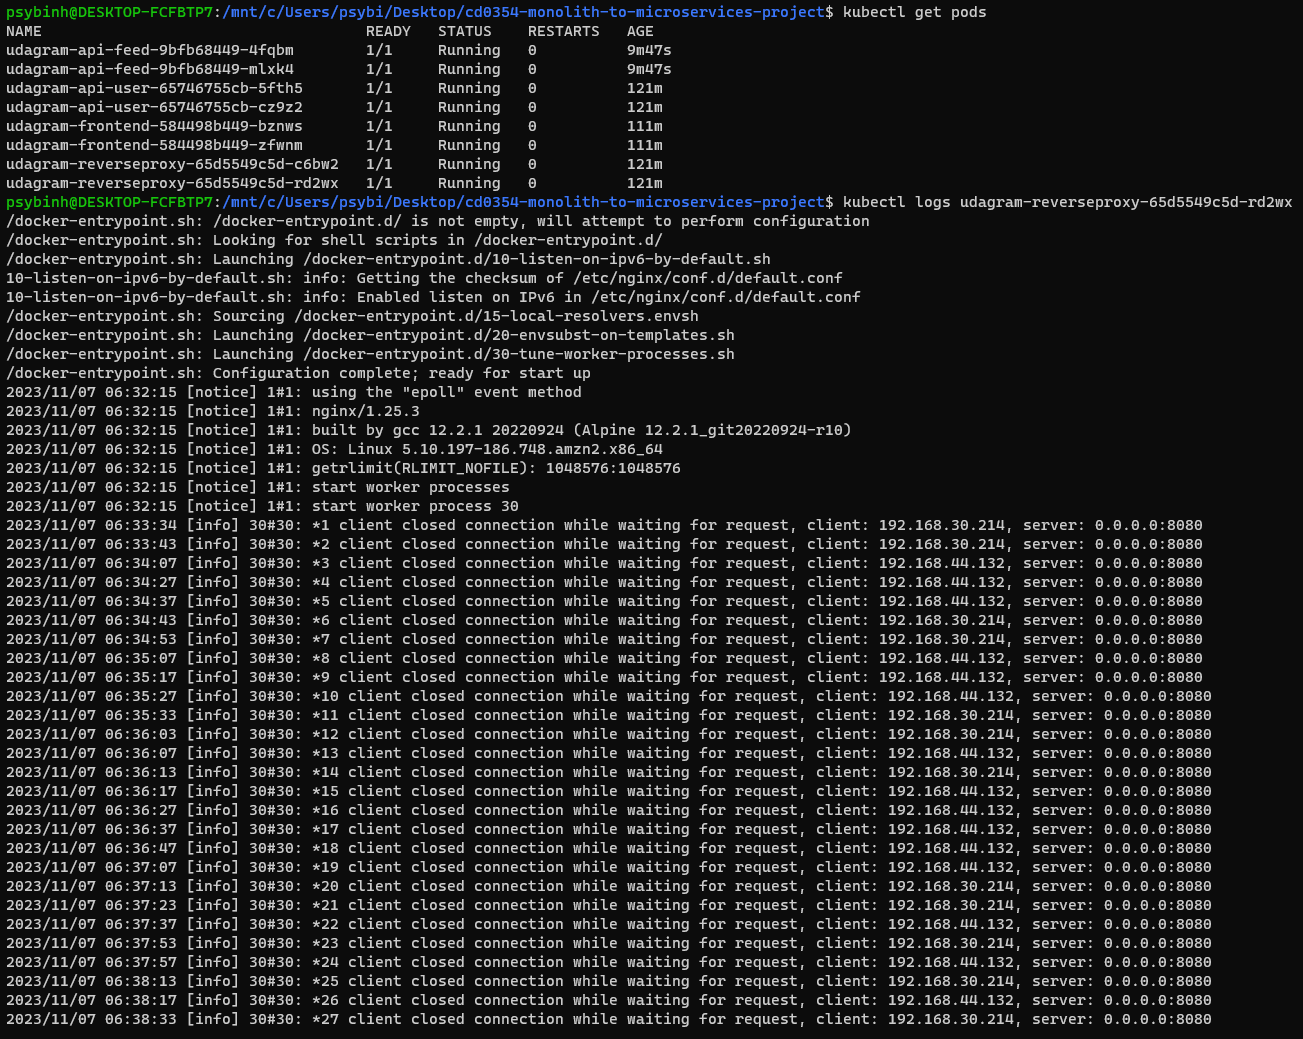 psybinh@DESKTOP-FCFBTP7:/mnt/c/Users/psybi/Desktop/cd0354-monolith-to-microservices-project$ kubectl get pods
NAME READY STATUS RESTARTS AGE
udagram-api-feed-9bfb68449-4fqbm 1/1 Running 0 9m47s
udagram-api-feed-9bfb68449-mlxk4 1/1 Running 0 9m47s
udagram-api-user-65746755cb-5fth5 1/1 Running 0 121m
udagram-api-user-65746755cb-cz9z2 1/1 Running 0 121m
udagram-frontend-584498b449-bznws 1/1 Running 0 111m
udagram-frontend-584498b449-zfwnm 1/1 Running 0 111m
udagram-reverseproxy-65d5549c5d-c6bw2 1/1 Running 0 121m
udagram-reverseproxy-65d5549c5d-rd2wx 1/1 Running 0 121m
psybinh@DESKTOP-FCFBTP7:/mnt/c/Users/psybi/Desktop/cd0354-monolith-to-microservices-project$ kubectl logs udagram-reverseproxy-65d5549c5d-rd2wx
/docker-entrypoint.sh: /docker-entrypoint.d/ is not empty, will attempt to perform configuration
/docker-entrypoint.sh: Looking for shell scripts in /docker-entrypoint.d/
/docker-entrypoint.sh: Launching /docker-entrypoint.d/10-listen-on-ipv6-by-default.sh
10-listen-on-ipv6-by-default.sh: info: Getting the checksum of /etc/nginx/conf.d/default.conf
10-listen-on-ipv6-by-default.sh: info: Enabled listen on IPv6 in /etc/nginx/conf.d/default.conf
/docker-entrypoint.sh: Sourcing /docker-entrypoint.d/15-local-resolvers.envsh
/docker-entrypoint.sh: Launching /docker-entrypoint.d/20-envsubst-on-templates.sh
/docker-entrypoint.sh: Launching /docker-entrypoint.d/30-tune-worker-processes.sh
/docker-entrypoint.sh: Configuration complete; ready for start up
2023/11/07 06:32:15 [notice] 1#1: using the "epoll" event method
2023/11/07 06:32:15 [notice] 1#1: nginx/1.25.3
2023/11/07 06:32:15 [notice] 1#1: built by gcc 12.2.1 20220924 (Alpine 12.2.1_git20220924-r10)
2023/11/07 06:32:15 [notice] 1#1: OS: Linux 5.10.197-186.748.amzn2.x86_64
2023/11/07 06:32:15 [notice] 1#1: getrlimit(RLIMIT_NOFILE): 1048576:1048576
2023/11/07 06:32:15 [notice] 1#1: start worker processes
2023/11/07 06:32:15 [notice] 1#1: start worker process 30
2023/11/07 06:33:34 [info] 30#30: *1 client closed connection while waiting for request, client: 192.168.30.214, server: 0.0.0.0:8080
2023/11/07 06:33:43 [info] 30#30: *2 client closed connection while waiting for request, client: 192.168.30.214, server: 0.0.0.0:8080
2023/11/07 06:34:07 [info] 30#30: *3 client closed connection while waiting for request, client: 192.168.44.132, server: 0.0.0.0:8080
2023/11/07 06:34:27 [info] 30#30: *4 client closed connection while waiting for request, client: 192.168.44.132, server: 0.0.0.0:8080
2023/11/07 06:34:37 [info] 30#30: *5 client closed connection while waiting for request, client: 192.168.44.132, server: 0.0.0.0:8080
2023/11/07 06:34:43 [info] 30#30: *6 client closed connection while waiting for request, client: 192.168.30.214, server: 0.0.0.0:8080
2023/11/07 06:34:53 [info] 30#30: *7 client closed connection while waiting for request, client: 192.168.30.214, server: 0.0.0.0:8080
2023/11/07 06:35:07 [info] 30#30: *8 client closed connection while waiting for request, client: 192.168.44.132, server: 0.0.0.0:8080
2023/11/07 06:35:17 [info] 30#30: *9 client closed connection while waiting for request, client: 192.168.44.132, server: 0.0.0.0:8080
2023/11/07 06:35:27 [info] 30#30: *10 client closed connection while waiting for request, client: 192.168.44.132, server: 0.0.0.0:8080
2023/11/07 06:35:33 [info] 30#30: *11 client closed connection while waiting for request, client: 192.168.30.214, server: 0.0.0.0:8080
2023/11/07 06:36:03 [info] 30#30: *12 client closed connection while waiting for request, client: 192.168.30.214, server: 0.0.0.0:8080
2023/11/07 06:36:07 [info] 30#30: *13 client closed connection while waiting for request, client: 192.168.44.132, server: 0.0.0.0:8080
2023/11/07 06:36:13 [info] 30#30: *14 client closed connection while waiting for request, client: 192.168.30.214, server: 0.0.0.0:8080
2023/11/07 06:36:17 [info] 30#30: *15 client closed connection while waiting for request, client: 192.168.44.132, server: 0.0.0.0:8080
2023/11/07 06:36:27 [info] 30#30: *16 client closed connection while waiting for request, client: 192.168.44.132, server: 0.0.0.0:8080
2023/11/07 06:36:37 [info] 30#30: *17 client closed connection while waiting for request, client: 192.168.44.132, server: 0.0.0.0:8080
2023/11/07 06:36:47 [info] 30#30: *18 client closed connection while waiting for request, client: 192.168.44.132, server: 0.0.0.0:8080
2023/11/07 06:37:07 [info] 30#30: *19 client closed connection while waiting for request, client: 192.168.44.132, server: 0.0.0.0:8080
2023/11/07 06:37:13 [info] 30#30: *20 client closed connection while waiting for request, client: 192.168.30.214, server: 0.0.0.0:8080
2023/11/07 06:37:23 [info] 30#30: *21 client closed connection while waiting for request, client: 192.168.30.214, server: 0.0.0.0:8080
2023/11/07 06:37:37 [info] 30#30: *22 client closed connection while waiting for request, client: 192.168.44.132, server: 0.0.0.0:8080
2023/11/07 06:37:53 [info] 30#30: *23 client closed connection while waiting for request, client: 192.168.30.214, server: 0.0.0.0:8080
2023/11/07 06:37:57 [info] 30#30: *24 client closed connection while waiting for request, client: 192.168.44.132, server: 0.0.0.0:8080
2023/11/07 06:38:13 [info] 30#30: *25 client closed connection while waiting for request, client: 192.168.30.214, server: 0.0.0.0:8080
2023/11/07 06:38:17 [info] 30#30: *26 client closed connection while waiting for request, client: 192.168.44.132, server: 0.0.0.0:8080
2023/11/07 06:38:33 [info] 30#30: *27 client closed connection while waiting for request, client: 192.168.30.214, server: 0.0.0.0:8080